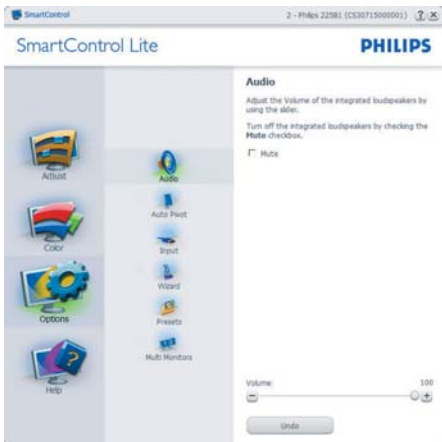 SmartControl
2 - Philips 225B1 (CS30715000001)
SmartControl Lite
PHILIPS
Adjust
Color
Options
Help
Audio
Auto Pivot
Input
Wizard
Presets
Multi Monitors
Audio
Adjust the Volume of the integrated loudspeakers by
using the slider.
Turn off the integrated loudspeakers by checking the
Mute checkbox.
Mute
Volume
100
Undo